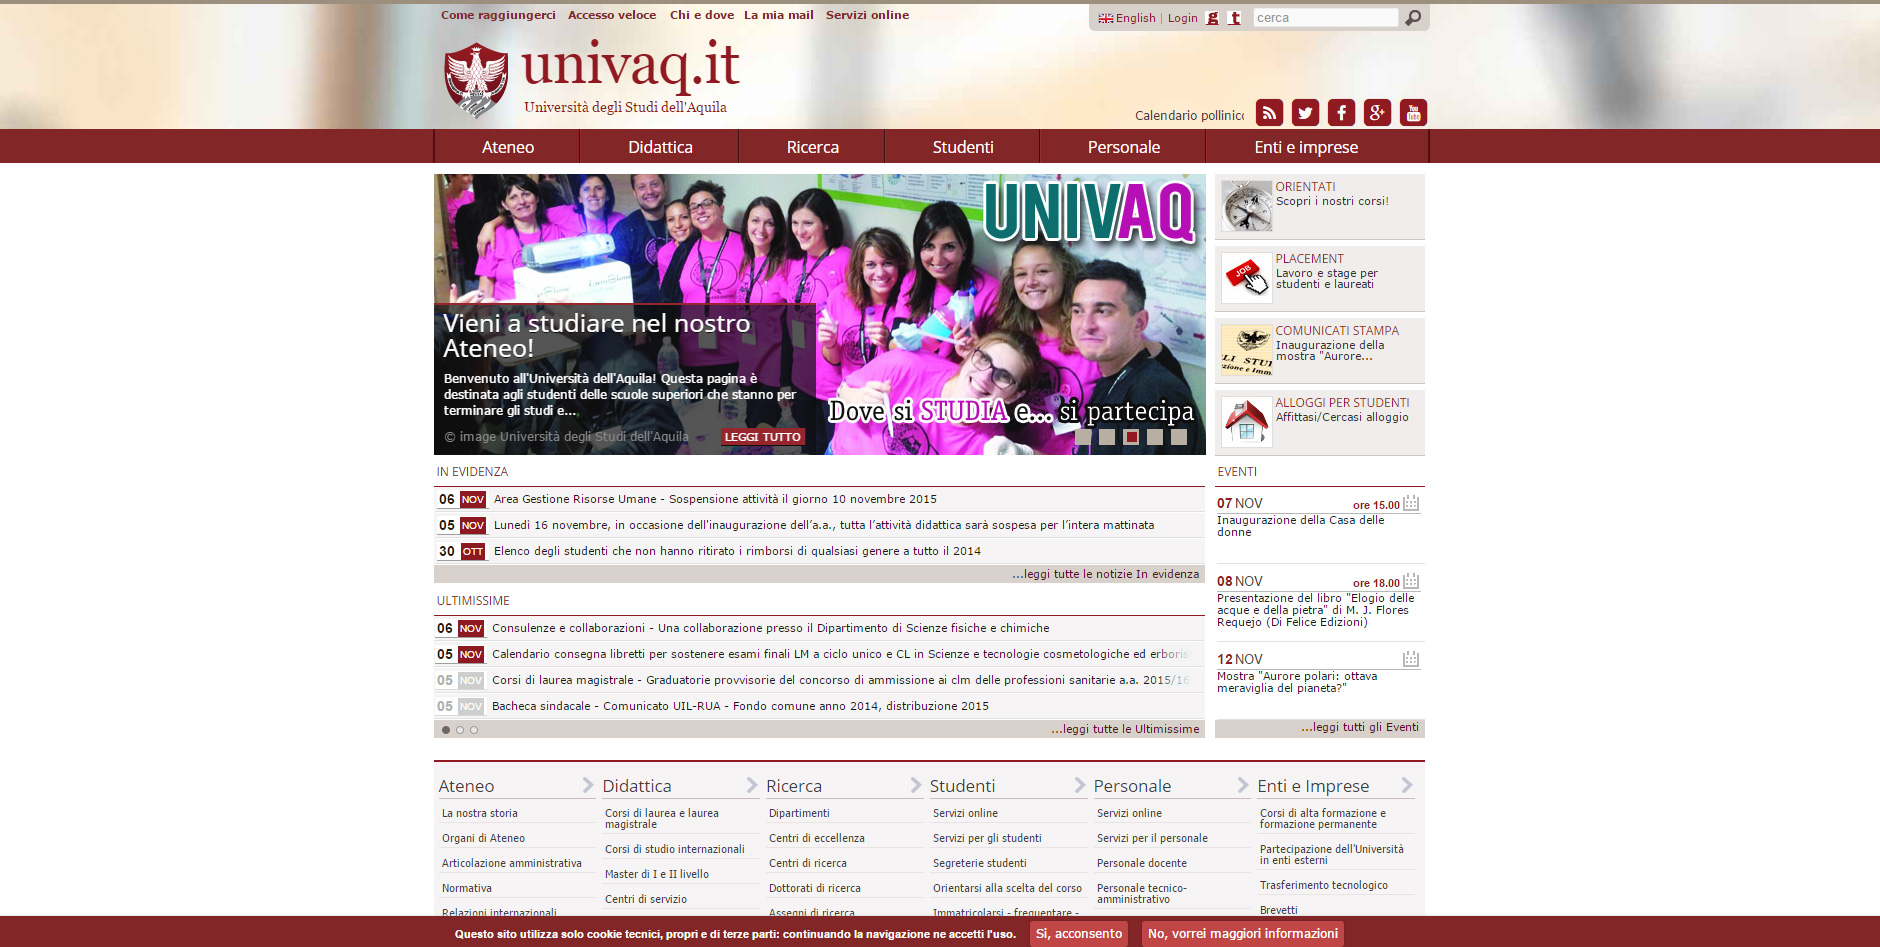 Come raggiungerci Accesso veloce Chi e dove La mia mail Servizi online
English | Login
cerca
univaq.it
Università degli Studi dell'Aquila
Calendario pollinico
Ateneo Didattica Ricerca Studenti Personale Enti e imprese
UNIVAQ
Vieni a studiare nel nostro
Ateneo!
Benvenuto all'Università dell'Aquila! Questa pagina è
destinata agli studenti delle scuole superiori che stanno per
terminare gli studi e...
© image Università degli Studi dell'Aquila
LEGGI TUTTO
Dove si STUDIA e... si partecipa
ORIENTATI
Scopri i nostri corsi!
JOB
PLACEMENT
Lavoro e stage per
studenti e laureati
COMUNICATI STAMPA
Inaugurazione della
mostra "Aurore...
ALLOGGI PER STUDENTI
Affittasi/Cercasi alloggio
IN EVIDENZA
06 NOV Area Gestione Risorse Umane - Sospensione attività il giorno 10 novembre 2015
05 NOV Lunedì 16 novembre, in occasione dell'inaugurazione dell'a.a., tutta l'attività didattica sarà sospesa per l'intera mattinata
30 OTT Elenco degli studenti che non hanno ritirato i rimborsi di qualsiasi genere a tutto il 2014
...leggi tutte le notizie In evidenza
ULTIMISSIME
06 NOV Consulenze e collaborazioni - Una collaborazione presso il Dipartimento di Scienze fisiche e chimiche
05 NOV Calendario consegna libretti per sostenere esami finali LM a ciclo unico e CL in Scienze e tecnologie cosmetologiche ed erboris
05 NOV Corsi di laurea magistrale - Graduatorie provvisorie del concorso di ammissione ai clm delle professioni sanitarie a.a. 2015/16
05 NOV Bacheca sindacale - Comunicato UIL-RUA - Fondo comune anno 2014, distribuzione 2015
...leggi tutte le Ultimissime
EVENTI
07 NOV ore 15.00
Inaugurazione della Casa delle
donne
08 NOV ore 18.00
Presentazione del libro "Elogio delle
acque e della pietra" di M. J. Flores
Requejo (Di Felice Edizioni)
12 NOV
Mostra "Aurore polari: ottava
meraviglia del pianeta?"
...leggi tutti gli Eventi
Ateneo
La nostra storia
Organi di Ateneo
Articolazione amministrativa
Normativa
Relazioni internazionali
Didattica
Corsi di laurea e laurea
magistrale
Corsi di studio internazionali
Master di I e II livello
Centri di servizio
Ricerca
Dipartimenti
Centri di eccellenza
Centri di ricerca
Dottorati di ricerca
Assegni di ricerca
Studenti
Servizi online
Servizi per gli studenti
Segreterie studenti
Orientarsi alla scelta del corso
Immatricolarsi - frequentare -
Personale
Servizi online
Servizi per il personale
Personale docente
Personale tecnico-
amministrativo
Enti e Imprese
Corsi di alta formazione e
formazione permanente
Partecipazione dell'Università
in enti esterni
Trasferimento tecnologico
Brevetti
Questo sito utilizza solo cookie tecnici, propri e di terze parti: continuando la navigazione ne accetti l'uso. Si, acconsento No, vorrei maggiori informazioni